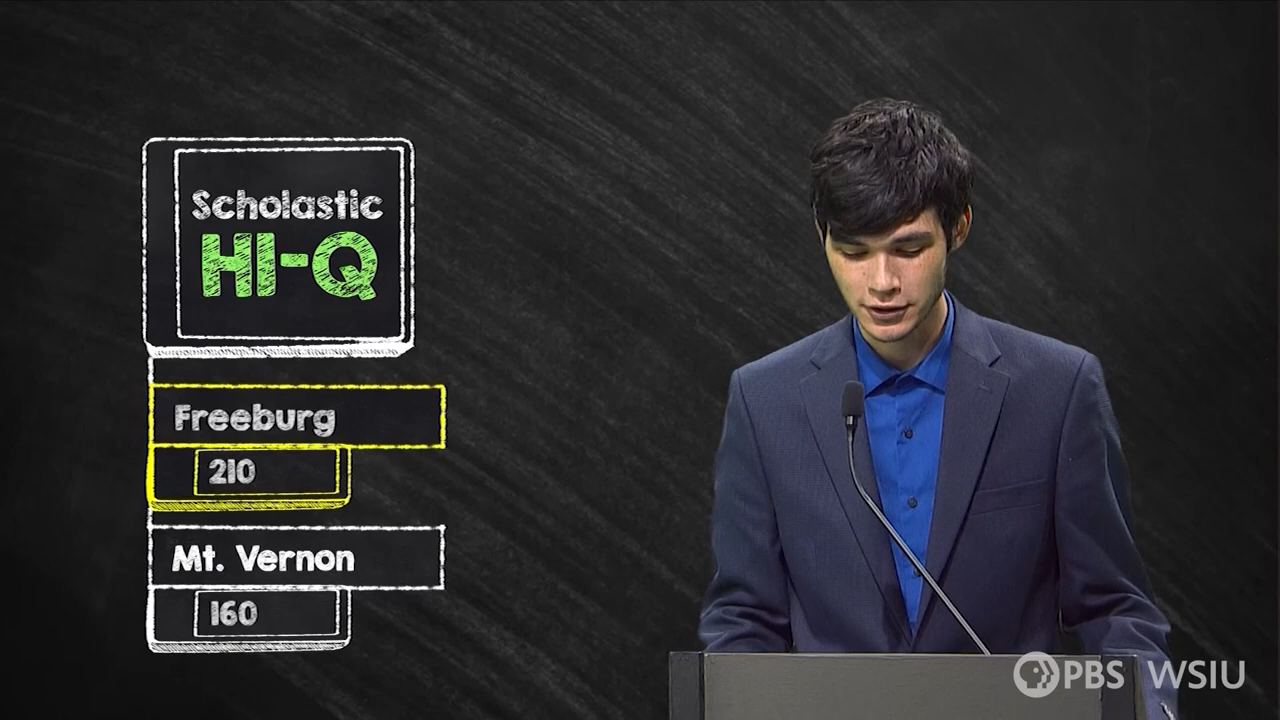 Scholastic
HI-Q
Freeburg
210
Mt. Vernon
160
PBS WSIU